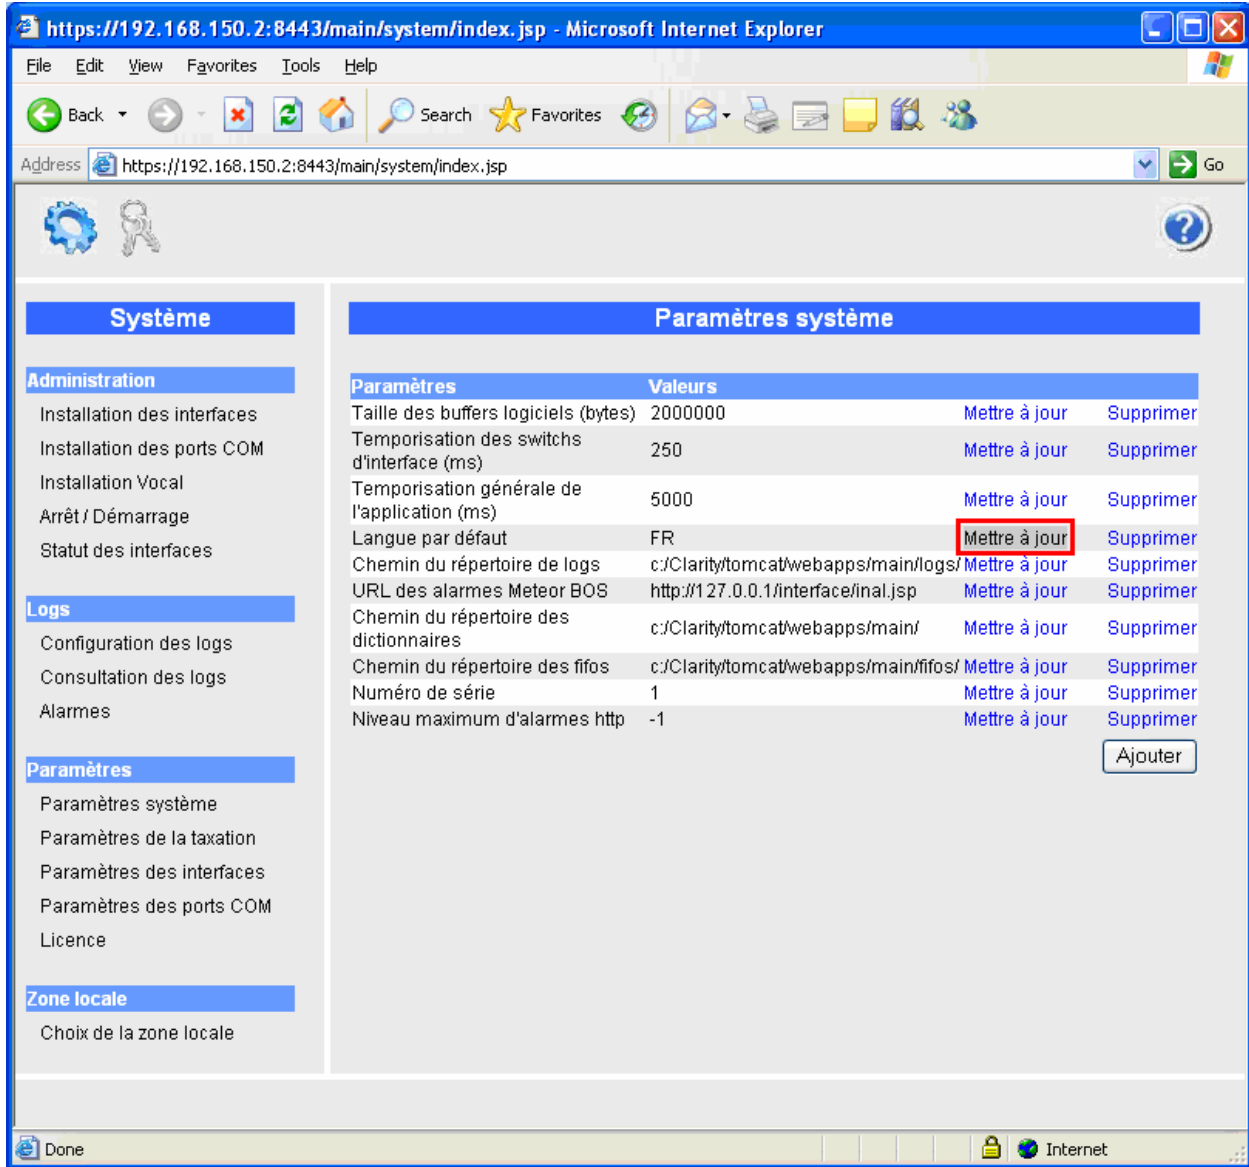 https://192.168.150.2:8443/main/system/index.jsp - Microsoft Internet Explorer
File Edit View Favorites Tools Help
Back Search Favorites
Address https://192.168.150.2:8443/main/system/index.jsp Go
Système
Administration
Installation des interfaces
Installation des ports COM
Installation Vocal
Arrêt / Démarrage
Statut des interfaces
Logs
Configuration des logs
Consultation des logs
Alarmes
Paramètres
Paramètres système
Paramètres de la taxation
Paramètres des interfaces
Paramètres des ports COM
Licence
Zone locale
Choix de la zone locale
Paramètres système
Paramètres Valeurs
Taille des buffers logiciels (bytes) 2000000 Mettre à jour Supprimer
Temporisation des switchs
d'interface (ms) 250 Mettre à jour Supprimer
Temporisation générale de
l'application (ms) 5000 Mettre à jour Supprimer
Langue par défaut FR Mettre à jour Supprimer
Chemin du répertoire de logs c:/Clarity/tomcat/webapps/main/logs/ Mettre à jour Supprimer
URL des alarmes Meteor BOS http://127.0.0.1/interface/inal.jsp Mettre à jour Supprimer
Chemin du répertoire des
dictionnaires c:/Clarity/tomcat/webapps/main/ Mettre à jour Supprimer
Chemin du répertoire des fifos c:/Clarity/tomcat/webapps/main/fifos/ Mettre à jour Supprimer
Numéro de série 1 Mettre à jour Supprimer
Niveau maximum d'alarmes http -1 Mettre à jour Supprimer
Ajouter
Done Internet